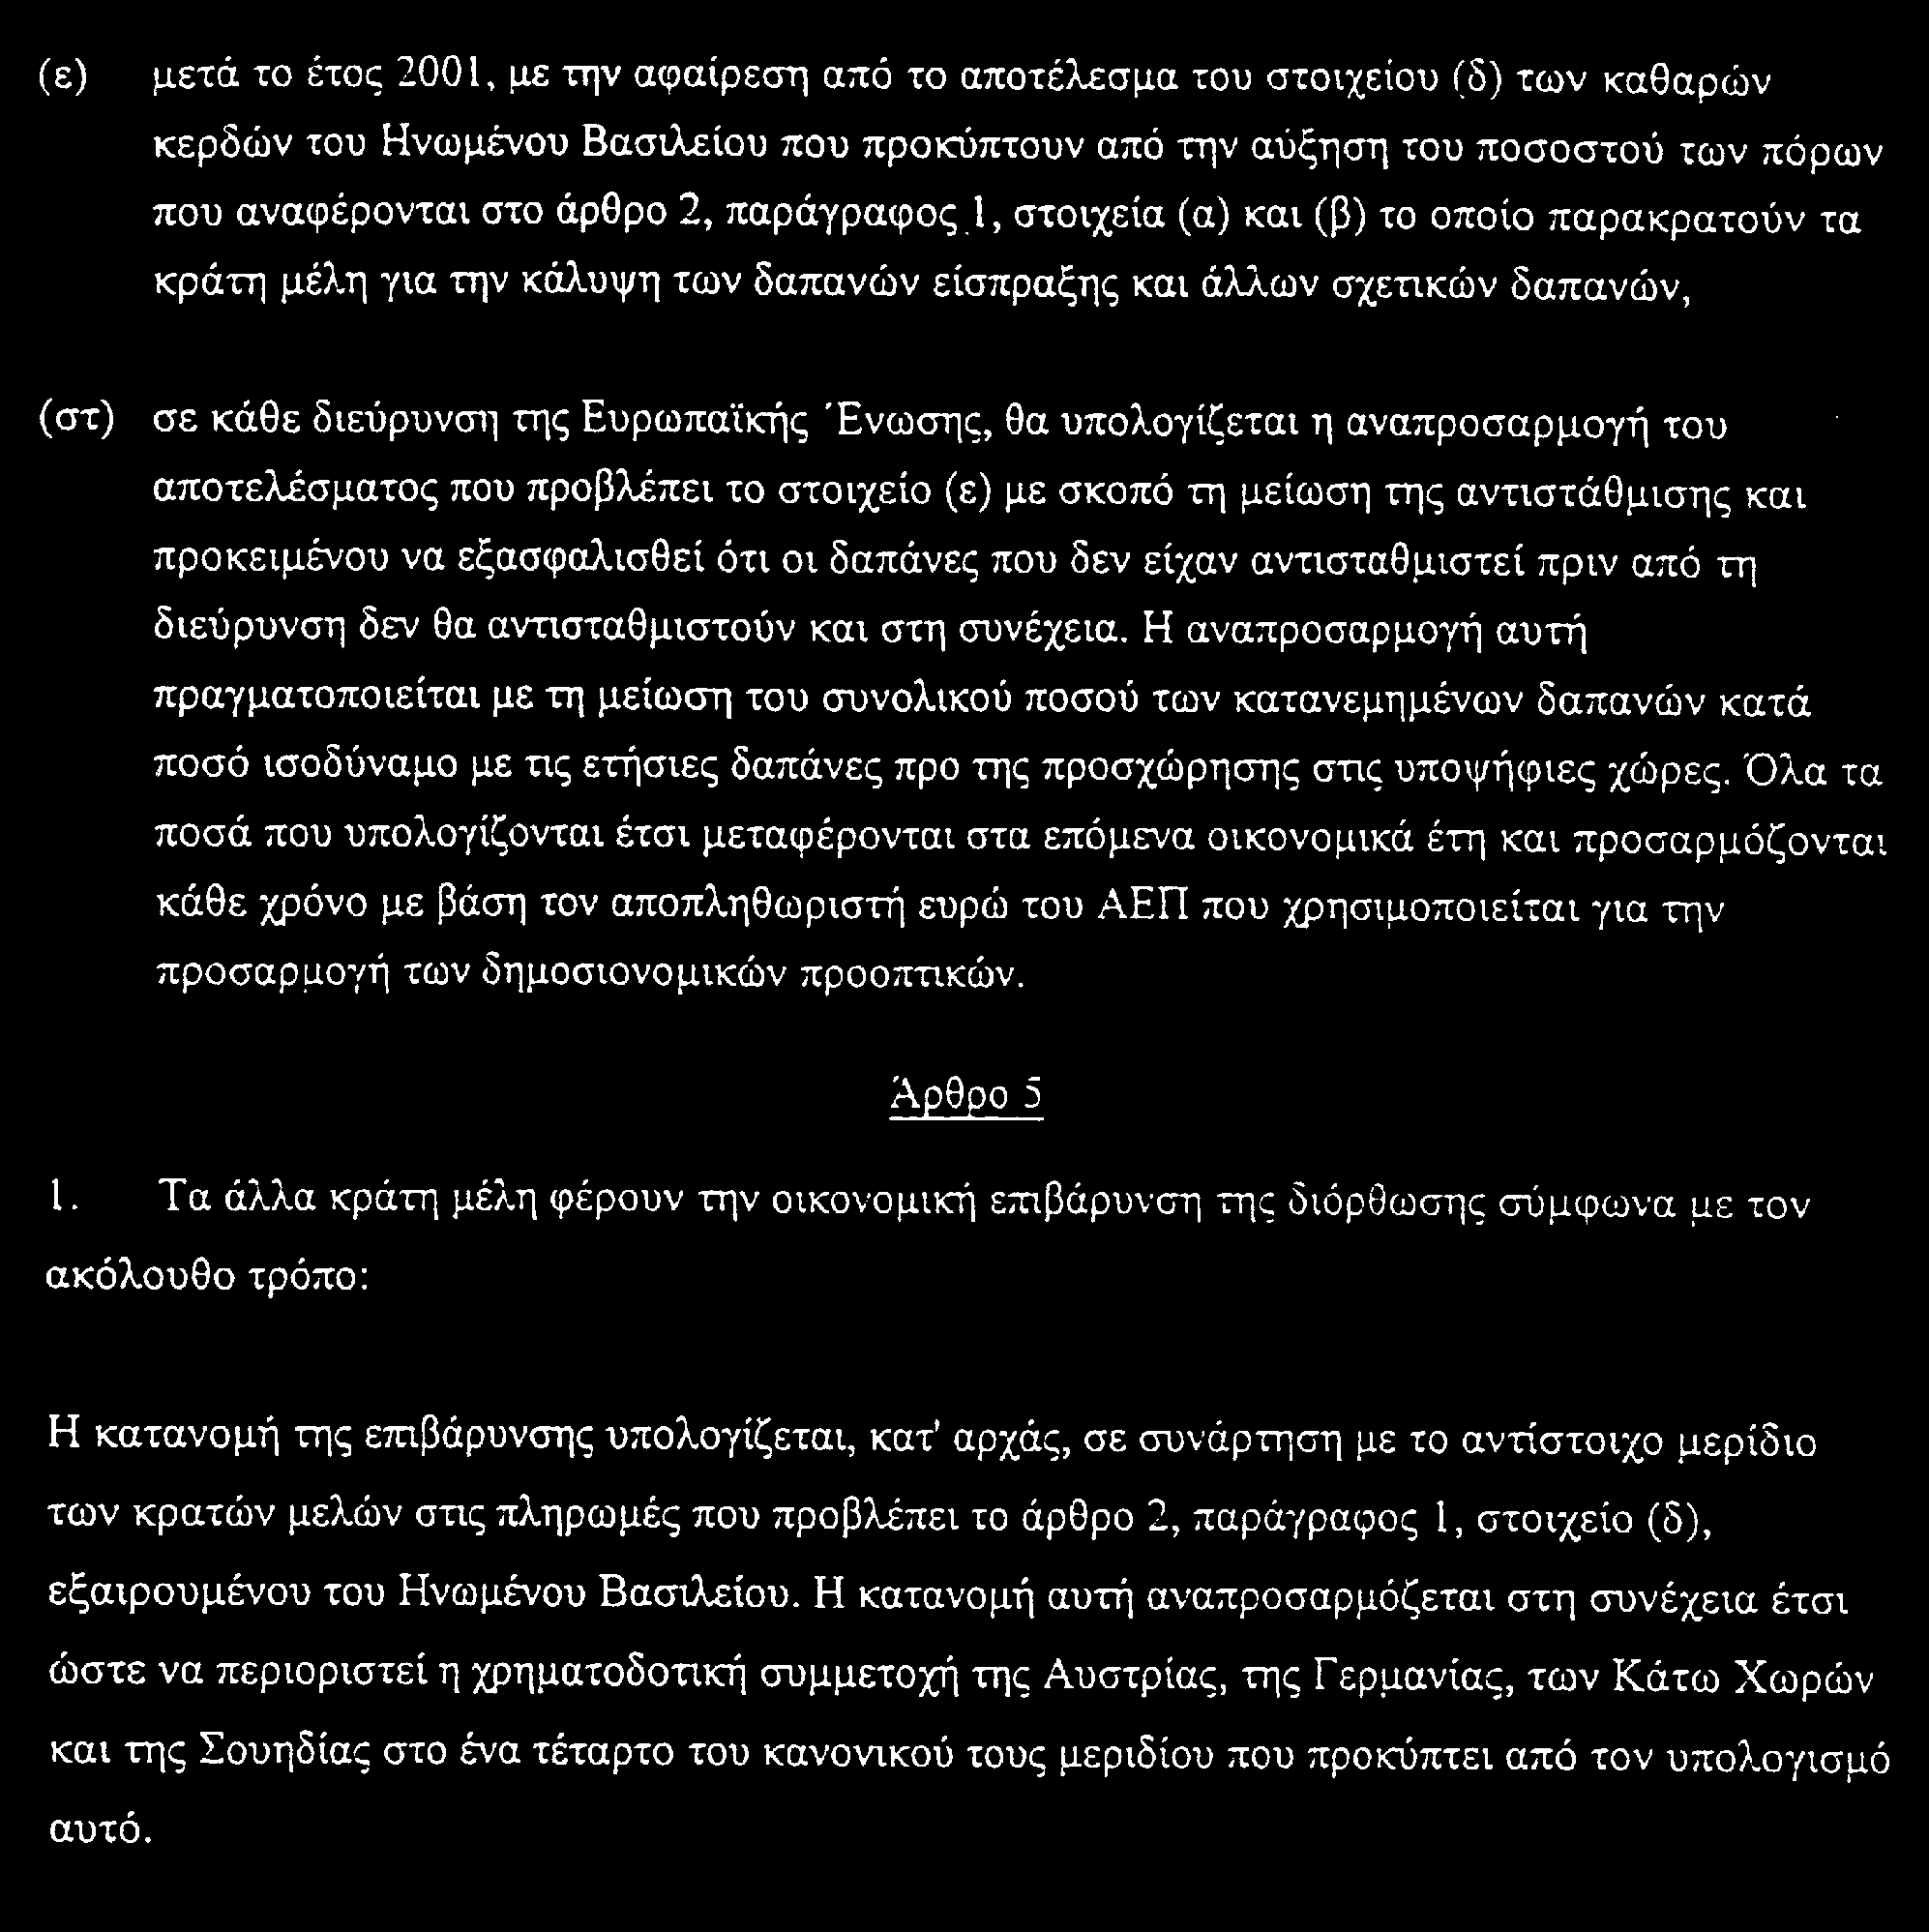 (ε) μετά το έτος 2001, με την αφαίρεση από το αποτέλεσμα του στοιχείου (δ) των καθαρών
κερδών του Ηνωμένου Βασιλείου που προκύπτουν από την αύξηση του ποσοστού των πόρων
που αναφέρονται στο άρθρο 2, παράγραφος 1, στοιχεία (α) και (β) το οποίο παρακρατούν τα
κράτη μέλη για την κάλυψη των δαπανών είσπραξης και άλλων σχετικών δαπανών,
(στ) σε κάθε διεύρυνση της Ευρωπαϊκής Ένωσης, θα υπολογίζεται η αναπροσαρμογή του
αποτελέσματος που προβλέπει το στοιχείο (ε) με σκοπό τη μείωση της αντιστάθμισης και
προκειμένου να εξασφαλισθεί ότι οι δαπάνες που δεν είχαν αντισταθμιστεί πριν από τη
διεύρυνση δεν θα αντισταθμιστούν και στη συνέχεια. Η αναπροσαρμογή αυτή
πραγματοποιείται με τη μείωση του συνολικού ποσού των κατανεμημένων δαπανών κατά
ποσό ισοδύναμο με τις ετήσιες δαπάνες προ της προσχώρησης στις υποψήφιες χώρες. Όλα τα
ποσά που υπολογίζονται έτσι μεταφέρονται στα επόμενα οικονομικά έτη και προσαρμόζονται
κάθε χρόνο με βάση τον αποπληθωριστή ευρώ του ΑΕΠ που χρησιμοποιείται για την
προσαρμογή των δημοσιονομικών προοπτικών.
Άρθρο 5
1. Τα άλλα κράτη μέλη φέρουν την οικονομική επιβάρυνση της διόρθωσης σύμφωνα με τον
ακόλουθο τρόπο:
Η κατανομή της επιβάρυνσης υπολογίζεται, κατ' αρχάς, σε συνάρτηση με το αντίστοιχο μερίδιο
των κρατών μελών στις πληρωμές που προβλέπει το άρθρο 2, παράγραφος 1, στοιχείο (δ),
εξαιρουμένου του Ηνωμένου Βασιλείου. Η κατανομή αυτή αναπροσαρμόζεται στη συνέχεια έτσι
ώστε να περιοριστεί η χρηματοδοτική συμμετοχή της Αυστρίας, της Γερμανίας, των Κάτω Χωρών
και της Σουηδίας στο ένα τέταρτο του κανονικού τους μεριδίου που προκύπτει από τον υπολογισμό
αυτό.